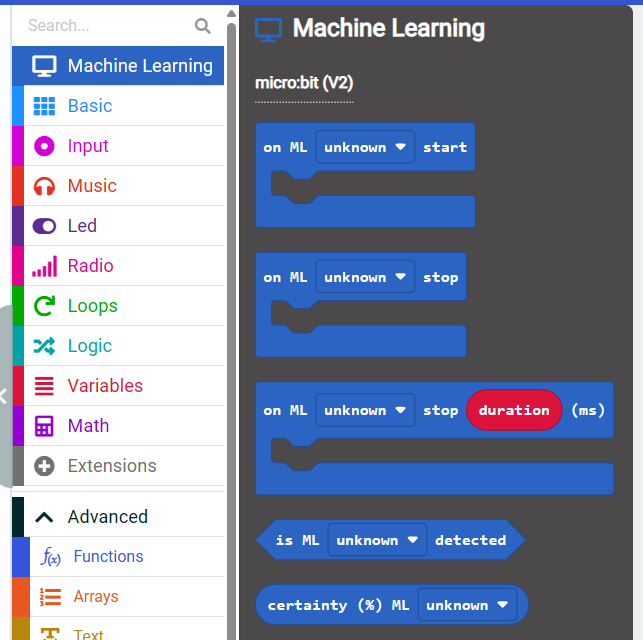 Search...
Machine Learning
Basic
Input
Music
Led
Radio
Loops
Logic
Variables
Math
Extensions
Advanced
Functions
Arrays
Text
Machine Learning
micro:bit (V2)
on ML unknown start
on ML unknown stop
on ML unknown stop duration (ms)
is ML unknown detected
certainty (%) ML unknown